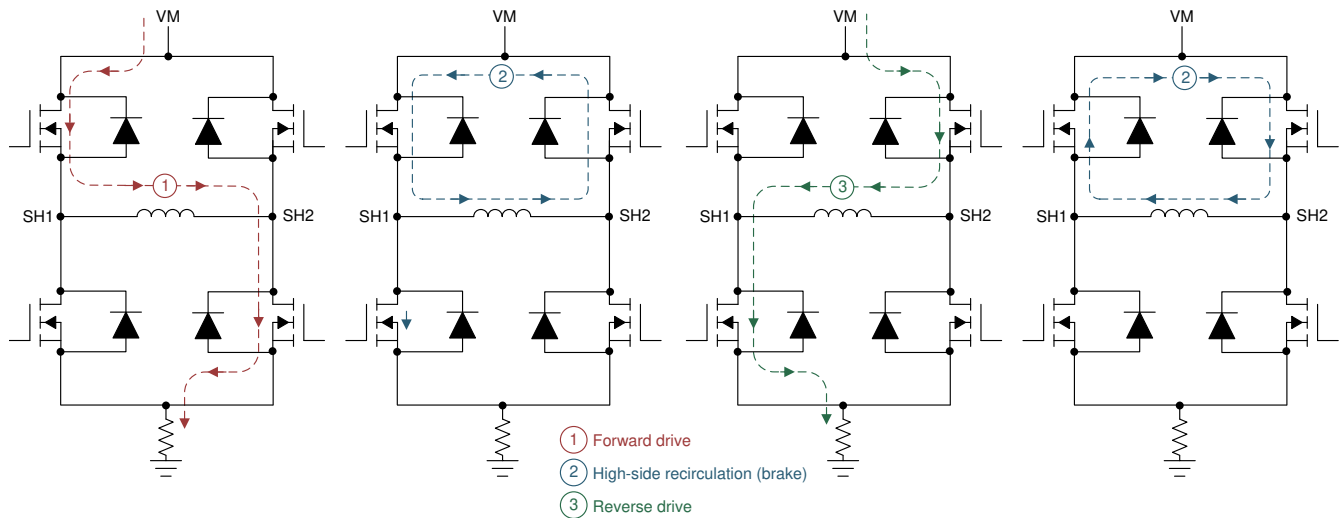 VM
VM
VM
VM
2
2
1
3
SH1
SH2
SH1
SH2
SH1
SH2
SH1
SH2
1 Forward drive
2 High-side recirculation (brake)
3 Reverse drive